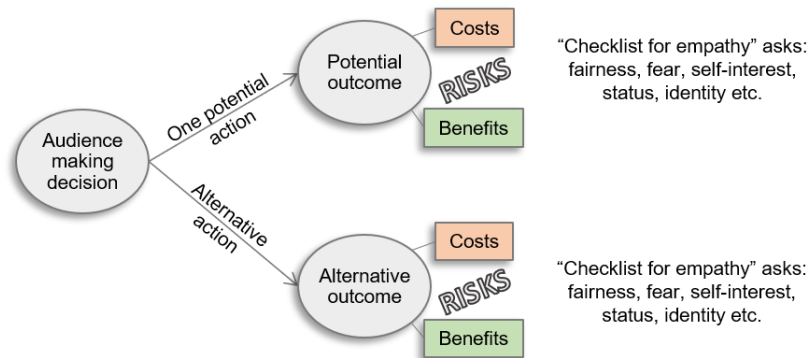 Costs
Potential
outcome
RISKS
Benefits
“Checklist for empathy” asks:
fairness, fear, self-interest,
status, identity etc.
One potential
action
Audience
making
decision
Alternative
action
Costs
Alternative
outcome
RISKS
Benefits
“Checklist for empathy” asks:
fairness, fear, self-interest,
status, identity etc.